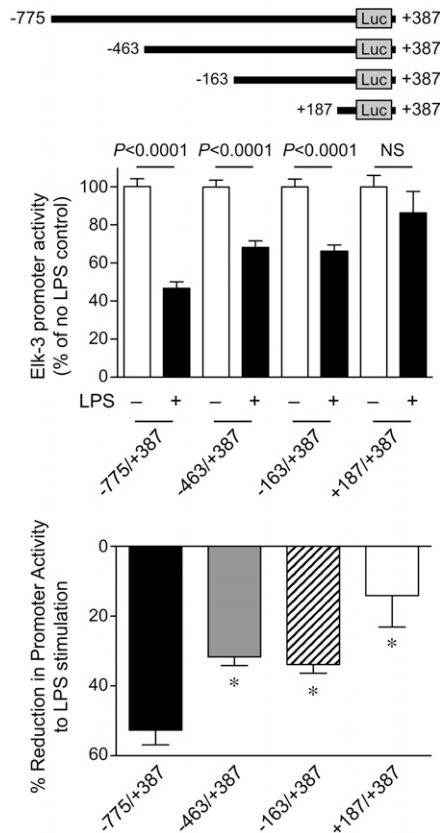 -775 Luc +387
-463 Luc +387
-163 Luc +387
+187 Luc +387
P<0.0001 P<0.0001 P<0.0001 NS
Elk-3 promoter activity
(% of no LPS control)
100
80
60
40
20
0
LPS – + – + – + – +
-775/+387
-463/+387
-163/+387
+187/+387
% Reduction in Promoter Activity
to LPS stimulation
0
20
40
60
* * *
-775/+387
-463/+387
-163/+387
+187/+387